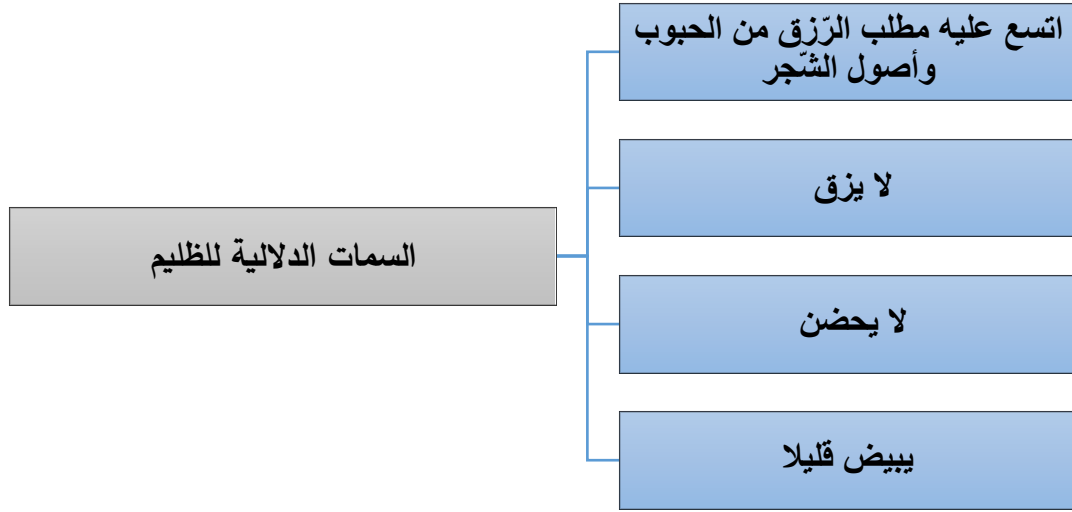 اتسع عليه مطلب الرّزق من الحبوب
وأصول الشّجر
لا يزق
السمات الدلالية للظليم
لا يحضن
يبيض قليلا